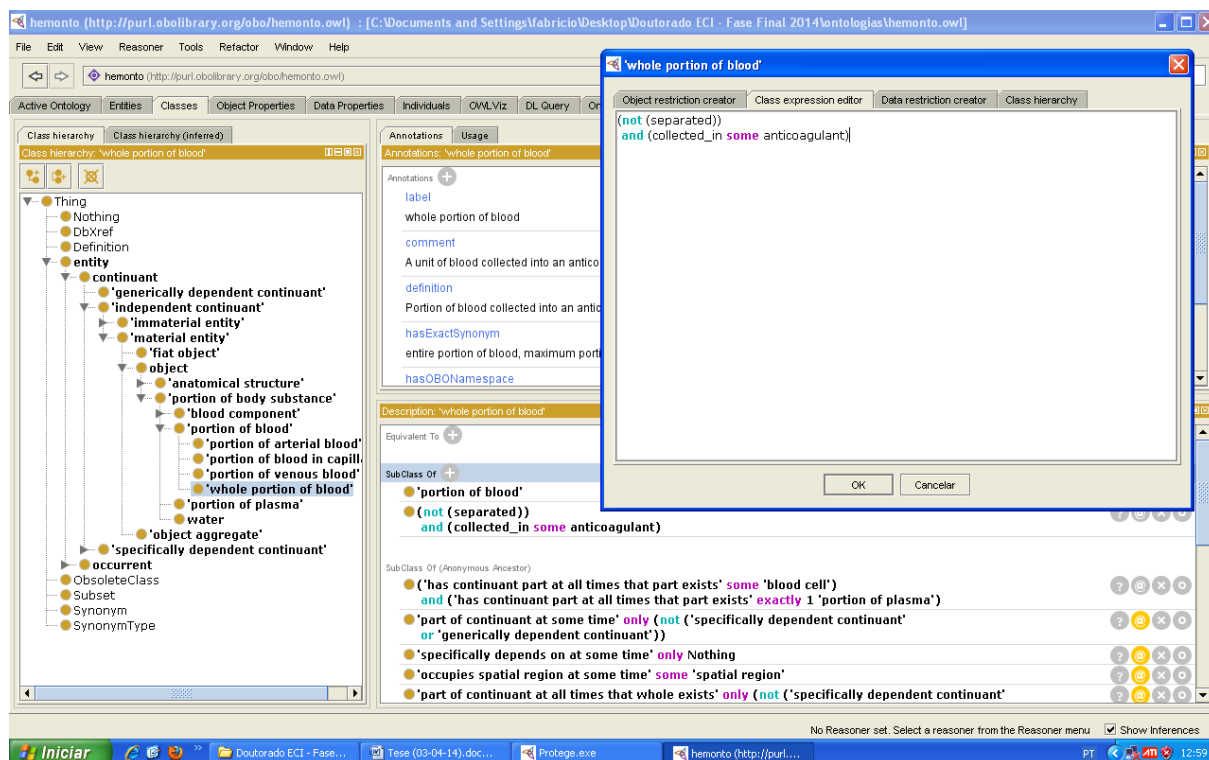 hemonto (http://purl.obolibrary.org/obo/hemonto.owl) : [C:\Documents and Settings\fabricio\Desktop\Doutorado ECI - Fase Final 2014\ontologias\hemonto.owl]
File Edit View Reasoner Tools Refactor Window Help
hemonto (http://purl.obolibrary.org/obo/hemonto.owl)
Active Ontology Entities Classes Object Properties Data Properties Individuals OWLViz DL Query On
Class hierarchy Class hierarchy (inferred)
Class hierarchy: 'whole portion of blood'
Thing
Nothing
DbXref
Definition
entity
continuant
'generically dependent continuant'
'independent continuant'
'immaterial entity'
'material entity'
'fiat object'
object
'anatomical structure'
'portion of body substance'
'blood component'
'portion of blood'
'portion of arterial blood'
'portion of blood in capill
'portion of venous blood'
'whole portion of blood'
'portion of plasma'
water
'object aggregate'
'specifically dependent continuant'
occurrent
ObsoleteClass
Subset
Synonym
SynonymType
Annotations Usage
Annotations: 'whole portion of blood'
Annotations
label
whole portion of blood
comment
A unit of blood collected into an antico
definition
Portion of blood collected into an antic
hasExactSynonym
entire portion of blood, maximum porti
hasOBONamespace
Description: 'whole portion of blood'
Equivalent To
SubClass Of
'portion of blood'
(not (separated))
and (collected_in some anticoagulant)
SubClass Of (Anonymous Ancestor)
('has continuant part at all times that part exists' some 'blood cell')
and ('has continuant part at all times that part exists' exactly 1 'portion of plasma')
'part of continuant at some time' only (not ('specifically dependent continuant'
or 'generically dependent continuant'))
'specifically depends on at some time' only Nothing
'occupies spatial region at some time' some 'spatial region'
'part of continuant at all times that whole exists' only (not ('specifically dependent continuant'
'whole portion of blood'
Object restriction creator Class expression editor Data restriction creator Class hierarchy
(not (separated))
and (collected_in some anticoagulant)
OK Cancelar
No Reasoner set. Select a reasoner from the Reasoner menu Show Inferences
Iniciar Doutorado ECI - Fase... Tese (03-04-14).doc... Protege.exe hemonto (http://purl.... PT ATI 12:59